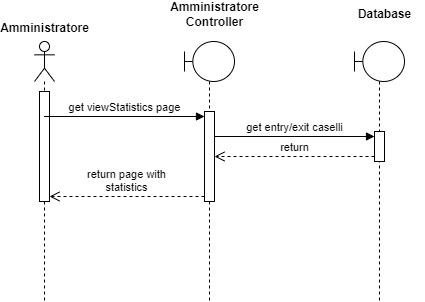 Amministratore
Amministratore
Controller
Database
get viewStatistics page
get entry/exit caselli
return
return page with
statistics